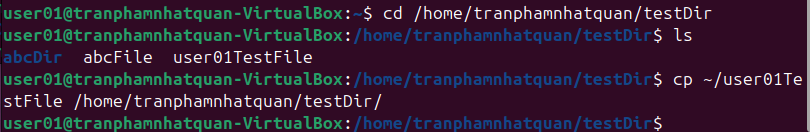 user01@tranphamnhatquan-VirtualBox:~$ cd /home/tranphamnhatquan/testDir
user01@tranphamnhatquan-VirtualBox:/home/tranphamnhatquan/testDir$ ls
abcDir  abcFile  user01TestFile
user01@tranphamnhatquan-VirtualBox:/home/tranphamnhatquan/testDir$ cp ~/user01Te
stFile /home/tranphamnhatquan/testDir/
user01@tranphamnhatquan-VirtualBox:/home/tranphamnhatquan/testDir$